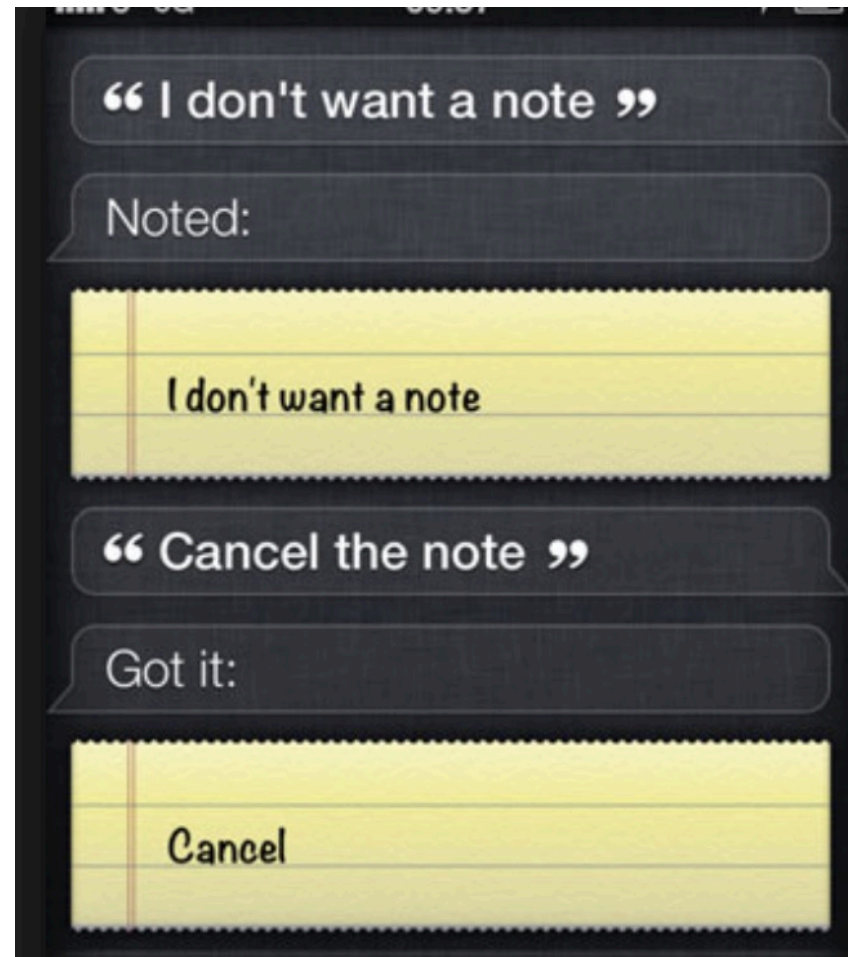 “ I don't want a note ”
Noted:
I don't want a note
“ Cancel the note ”
Got it:
Cancel